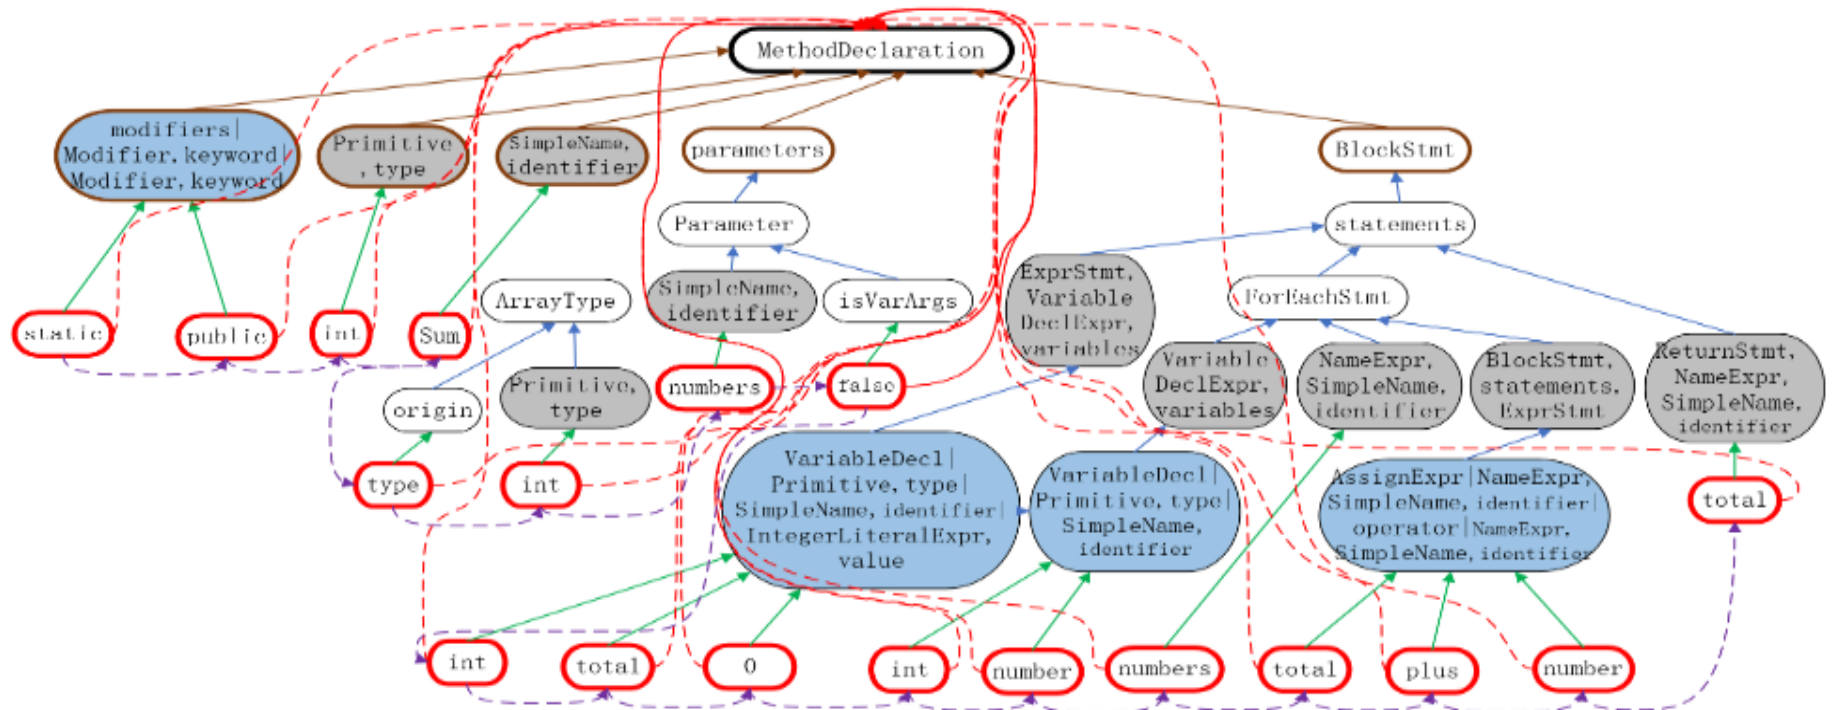 MethodDeclaration
modifiers|
Modifier,keyword|
Modifier,keyword
Primitive
,type
SimpleName,
identifier
parameters
BlockStmt
Parameter
statements
ArrayType
SimpleName,
identifier
isVarArgs
ExprStmt,
Variable
DeclExpr,
variables
ForEachStmt
static
public
int
Sum
origin
Primitive,
type
numbers
false
Variable
DeclExpr,
variables
NameExpr,
SimpleName,
identifier
BlockStmt,
statements,
ExprStmt
ReturnStmt,
NameExpr,
SimpleName,
identifier
type
int
VariableDecl|
Primitive,type|
SimpleName,identifier|
IntegerLiteralExpr,
value
VariableDecl|
Primitive,type|
SimpleName,
identifier
AssignExpr|NameExpr,
SimpleName,identifier|
operator|NameExpr,
SimpleName,identifier
total
int
total
0
int
number
numbers
total
plus
number